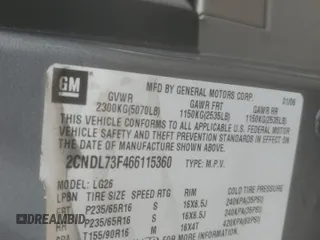 GM
MFD BY GENERAL MOTORS CORP. 01/06
GVWR GAWR FRT GAWR RR
2300KG(5070LB) 1150KG(2535LB) 1150KG(2535LB)
THIS VEHICLE CONFORMS TO ALL APPLICABLE U.S. FEDERAL
MOTOR VEHICLE SAFETY, BUMPER, AND THEFT
PREVENTION STANDARDS IN EFFECT ON THE
DATE OF MANUFACTURE SHOWN ABOVE.
2CNDL73F466115360 TYPE: M.P.V.
MODEL: LG26
LPBN TIRE SIZE SPEED RTG RIM COLD TIRE PRESSURE
P235/65R16 S 16X6.5J 240KPA(35PSI)
P235/65R16 S 16X6.5J 240KPA(35PSI)
T155/90R16 M 16X4T 420KPA(60PSI)
© IDRIVEMISMO